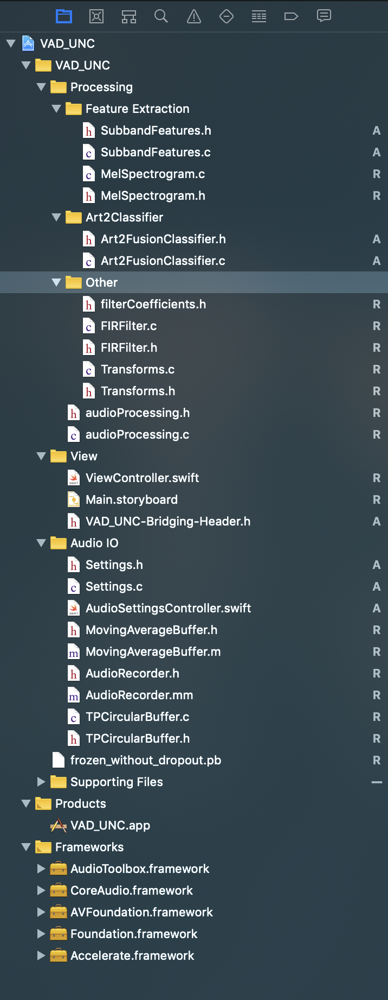 VAD_UNC
VAD_UNC
Processing
Feature Extraction
h SubbandFeatures.h A
c SubbandFeatures.c A
c MelSpectrogram.c R
h MelSpectrogram.h R
Art2Classifier
h Art2FusionClassifier.h A
c Art2FusionClassifier.c A
Other
h filterCoefficients.h R
c FIRFilter.c R
h FIRFilter.h R
c Transforms.c R
h Transforms.h R
h audioProcessing.h R
c audioProcessing.c R
View
SWIFT ViewController.swift R
Main.storyboard R
h VAD_UNC-Bridging-Header.h A
Audio IO
h Settings.h A
c Settings.c A
SWIFT AudioSettingsController.swift A
h MovingAverageBuffer.h R
m MovingAverageBuffer.m R
h AudioRecorder.h R
m AudioRecorder.mm R
c TPCircularBuffer.c R
h TPCircularBuffer.h R
frozen_without_dropout.pb R
Supporting Files
Products
VAD_UNC.app
Frameworks
AudioToolbox.framework
CoreAudio.framework
AVFoundation.framework
Foundation.framework
Accelerate.framework